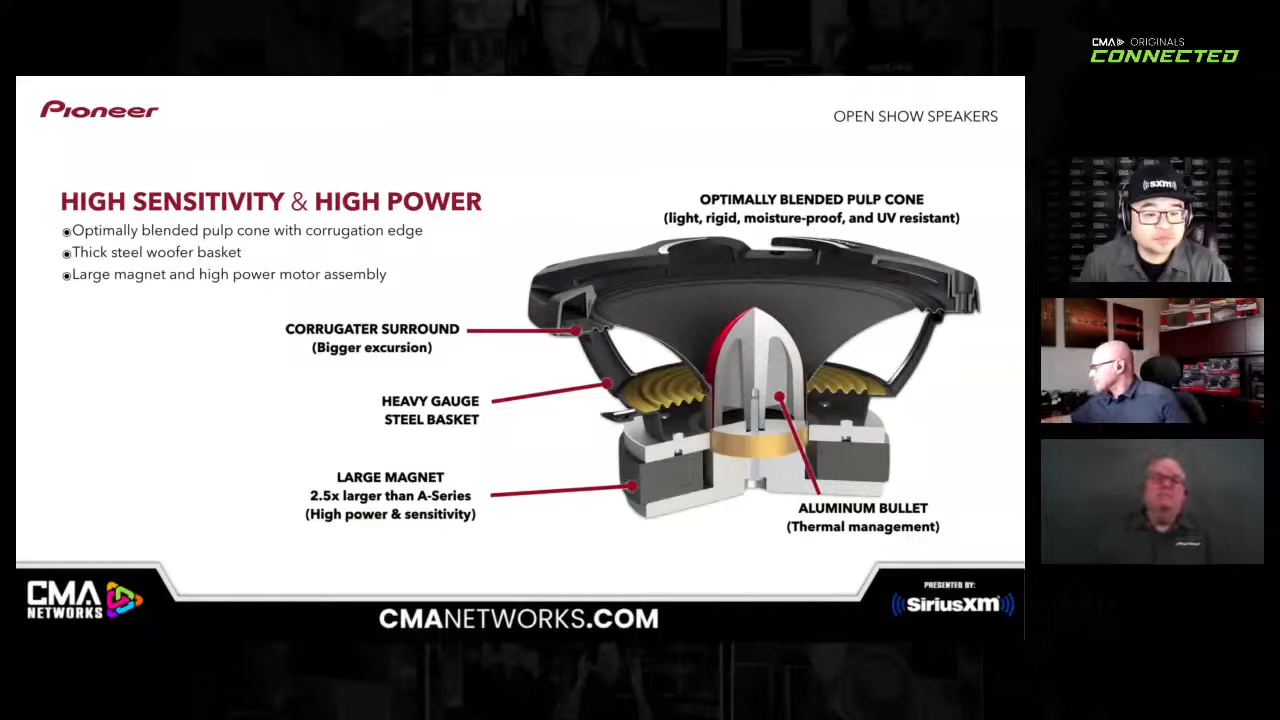 CMA ORIGINALS
CONNECTED
Pioneer
OPEN SHOW SPEAKERS
HIGH SENSITIVITY & HIGH POWER
Optimally blended pulp cone with corrugation edge
Thick steel woofer basket
Large magnet and high power motor assembly
OPTIMALLY BLENDED PULP CONE
(light, rigid, moisture-proof, and UV resistant)
CORRUGATER SURROUND
(Bigger excursion)
HEAVY GAUGE
STEEL BASKET
LARGE MAGNET
2.5x larger than A-Series
(High power & sensitivity)
ALUMINUM BULLET
(Thermal management)
CMA
NETWORKS
CMANETWORKS.COM
PRESENTED BY:
SiriusXM
sxm